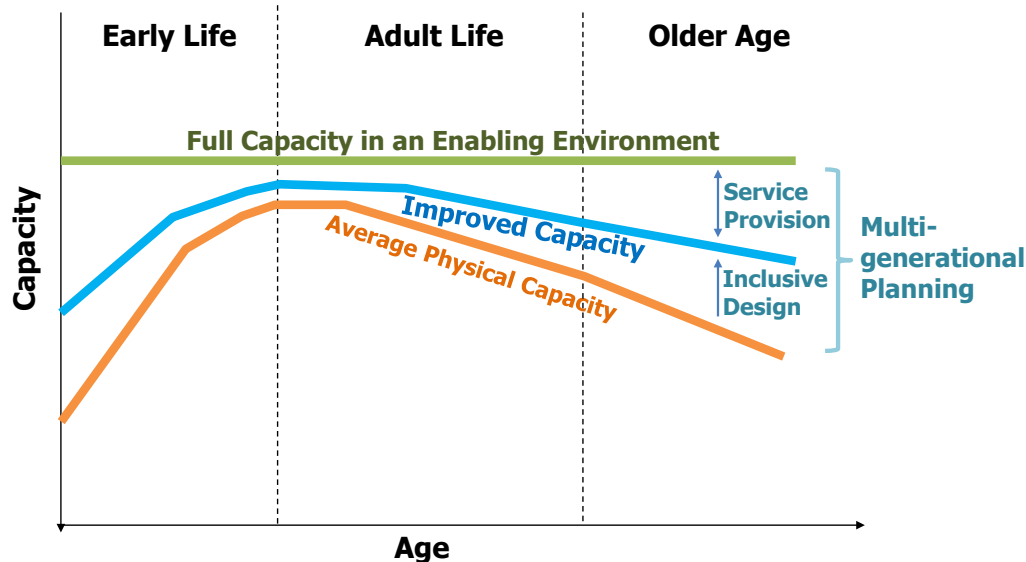 Early Life
Adult Life
Older Age
Full Capacity in an Enabling Environment
Capacity
Improved Capacity
Average Physical Capacity
Service
Provision
Inclusive
Design
Multi-
generational
Planning
Age